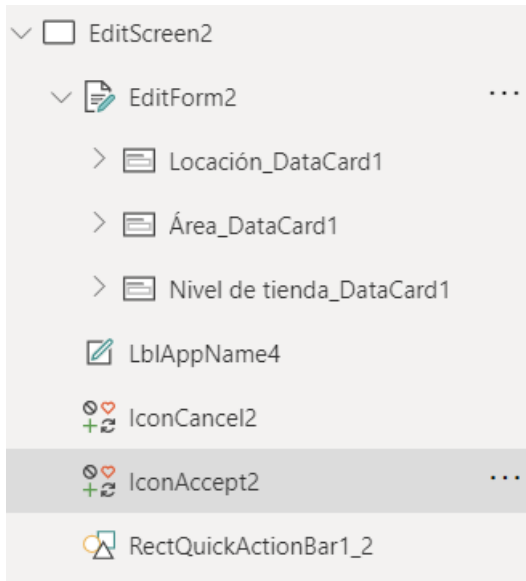 EditScreen2
EditForm2
Locación_DataCard1
Área_DataCard1
Nivel de tienda_DataCard1
LblAppName4
IconCancel2
IconAccept2
RectQuickActionBar1_2